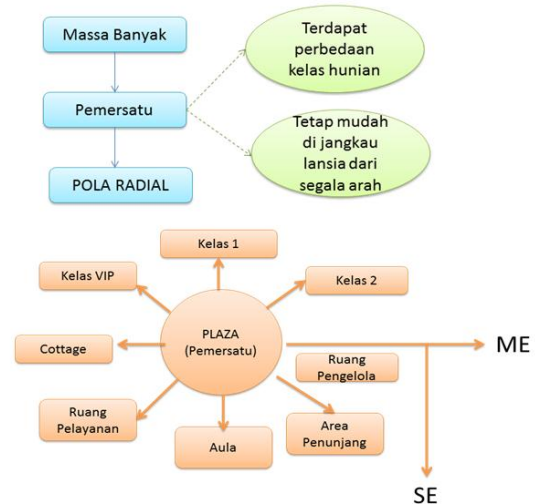 Massa Banyak
Terdapat
perbedaan
kelas hunian
Pemersatu
Tetap mudah
di jangkau
lansia dari
segala arah
POLA RADIAL
Kelas 1
Kelas VIP
Kelas 2
PLAZA
(Pemersatu)
Cottage
ME
Ruang
Pengelola
Ruang
Pelayanan
Aula
Area
Penunjang
SE